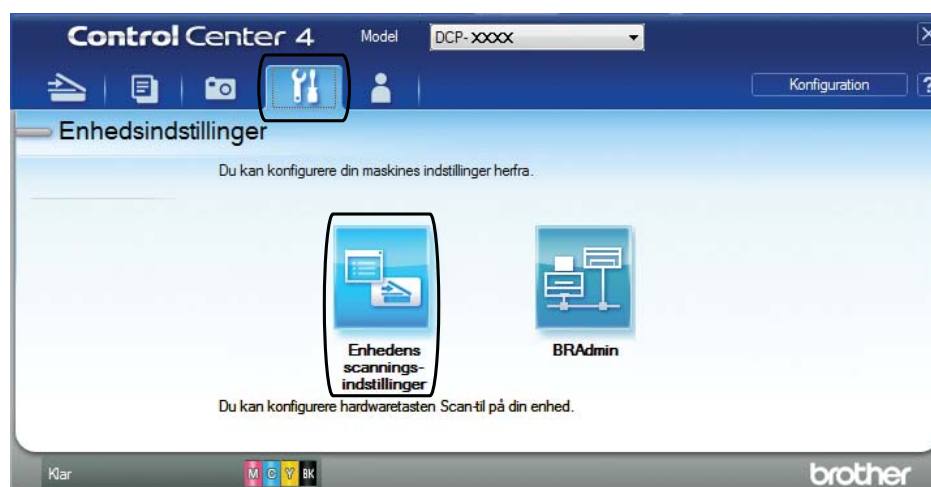 Control Center 4 Model DCP-XXXX
Konfiguration ?
Enhedsindstillinger
Du kan konfigurere din maskines indstillinger herfra.
Enhedens
scannings-
indstillinger
BRAdmin
Du kan konfigurere hardwaretasten Scan-til på din enhed.
Klar M C Y BK brother